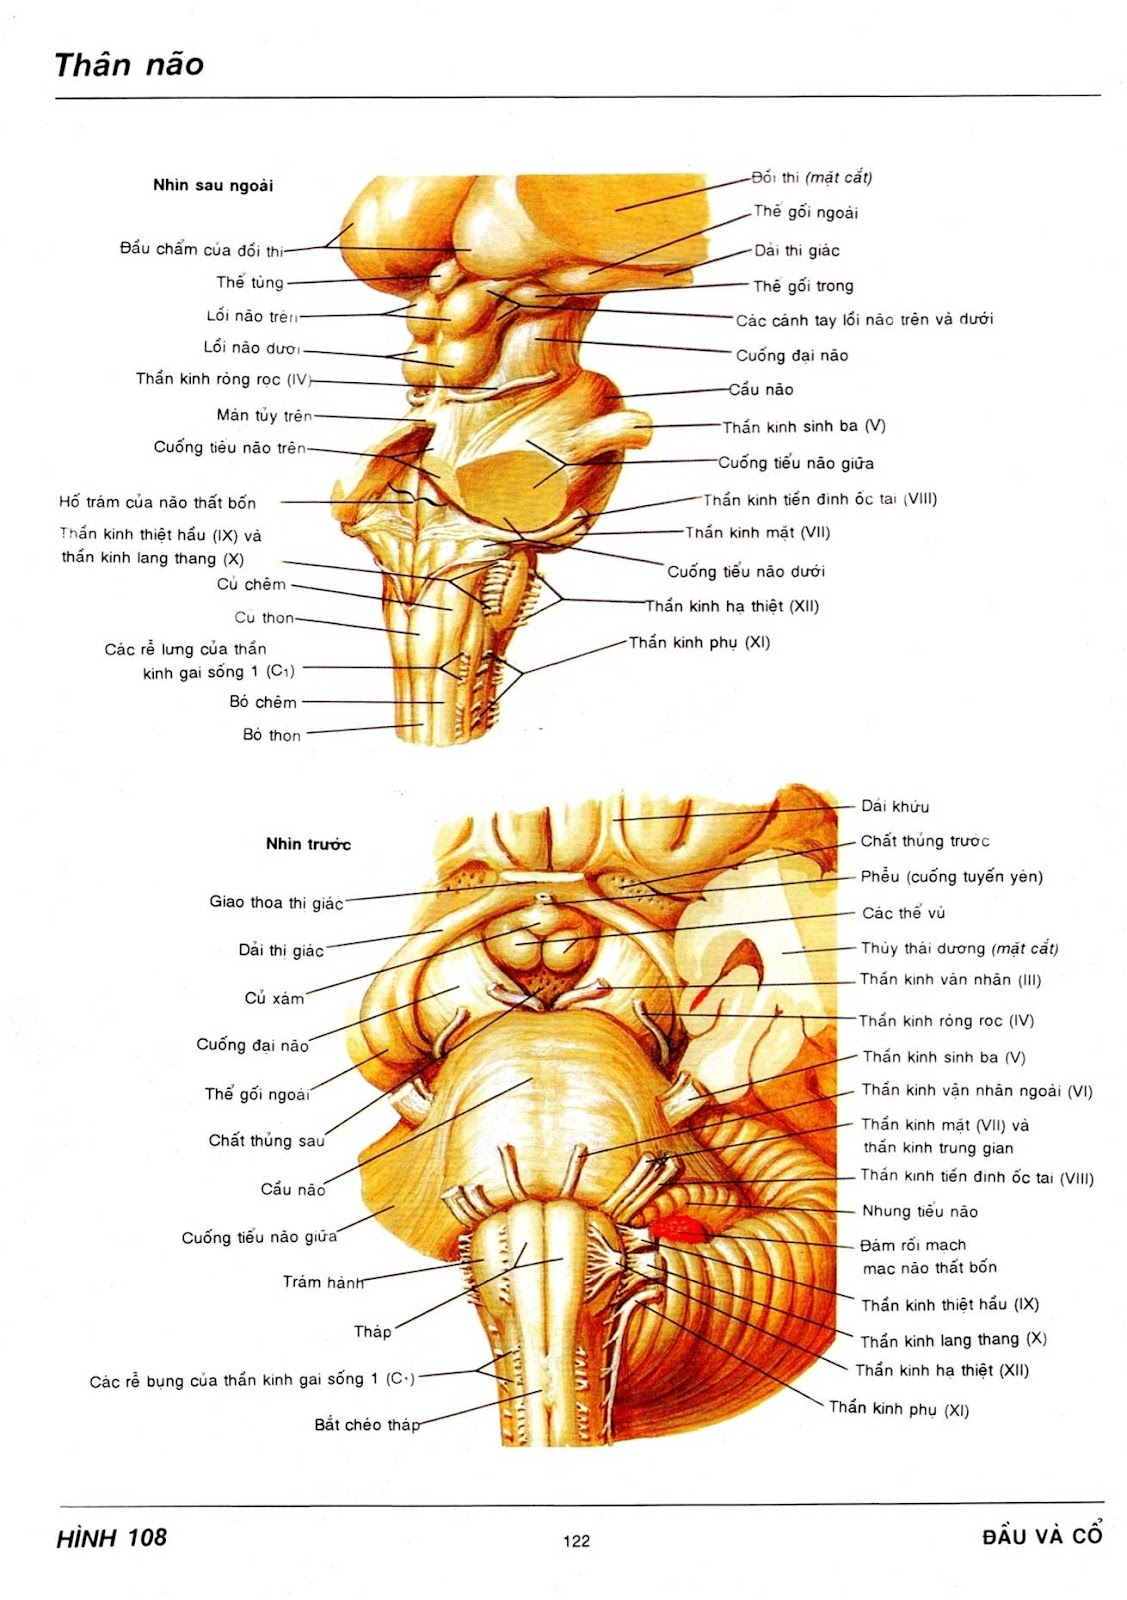 Thân não
Nhìn sau ngoài
Đầu chẩm của đồi thị
Thể tùng
Lồi não trên
Lồi não dưới
Thần kinh ròng rọc (IV)
Màn tủy trên
Cuống tiểu não trên
Hố trám của não thất bốn
Thần kinh thiệt hầu (IX) và
thần kinh lang thang (X)
Củ chêm
Củ thon
Các rễ lưng của thần
kinh gai sống 1 (C1)
Bó chêm
Bó thon
Đồi thị (mặt cắt)
Thể gối ngoài
Dải thị giác
Thể gối trong
Các cánh tay lồi não trên và dưới
Cuống đại não
Cầu não
Thần kinh sinh ba (V)
Cuống tiểu não giữa
Thần kinh tiền đình ốc tai (VIII)
Thần kinh mặt (VII)
Cuống tiểu não dưới
Thần kinh hạ thiệt (XII)
Thần kinh phụ (XI)
Nhìn trước
Giao thoa thị giác
Dải thị giác
Củ xám
Cuống đại não
Thể gối ngoài
Chất thủng sau
Cầu não
Cuống tiểu não giữa
Trám hành
Tháp
Các rễ bụng của thần kinh gai sống 1 (C1)
Bắt chéo tháp
Dải khứu
Chất thủng trước
Phễu (cuống tuyến yên)
Các thể vú
Thùy thái dương (mặt cắt)
Thần kinh vận nhãn (III)
Thần kinh ròng rọc (IV)
Thần kinh sinh ba (V)
Thần kinh vận nhãn ngoài (VI)
Thần kinh mặt (VII) và
thần kinh trung gian
Thần kinh tiền đình ốc tai (VIII)
Nhung tiểu não
Đám rối mạch
mạc não thất bốn
Thần kinh thiệt hầu (IX)
Thần kinh lang thang (X)
Thần kinh hạ thiệt (XII)
Thần kinh phụ (XI)
HÌNH 108
122
ĐẦU VÀ CỔ